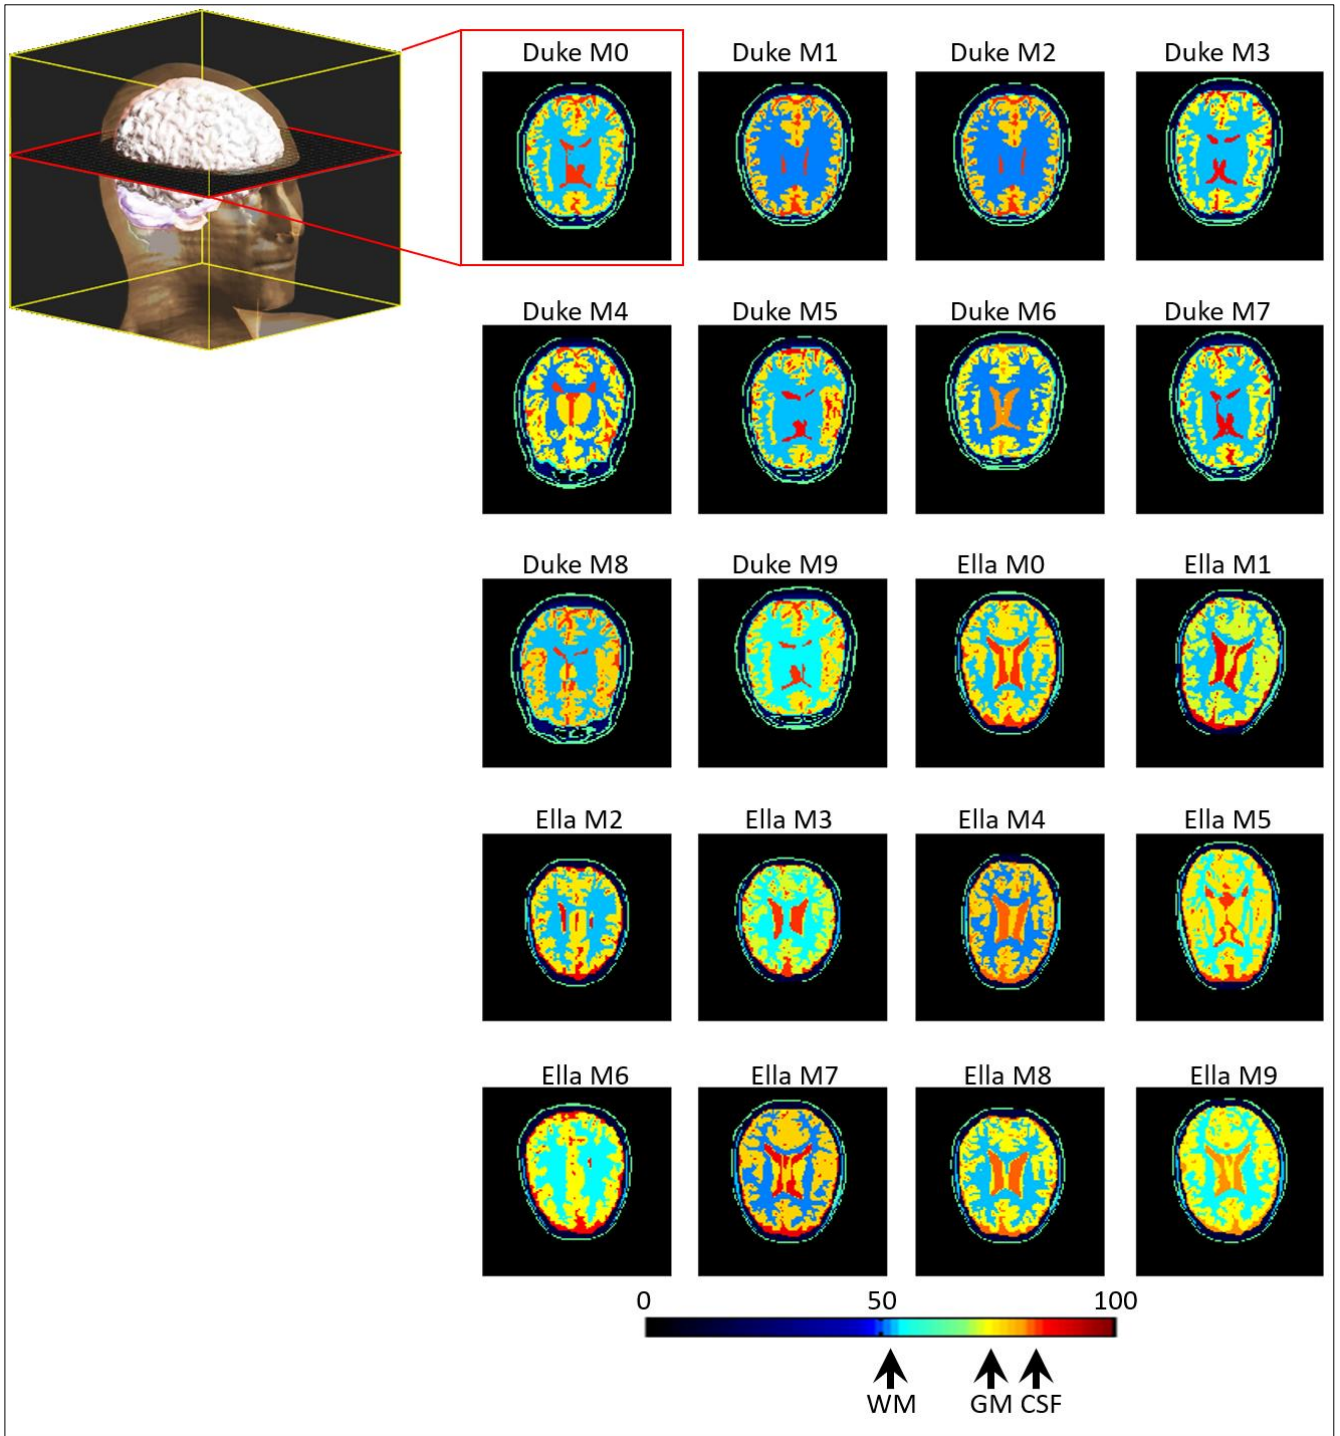 Duke M0 Duke M1 Duke M2 Duke M3
Duke M4 Duke M5 Duke M6 Duke M7
Duke M8 Duke M9 Ella M0 Ella M1
Ella M2 Ella M3 Ella M4 Ella M5
Ella M6 Ella M7 Ella M8 Ella M9
0 50 100
WM GM CSF